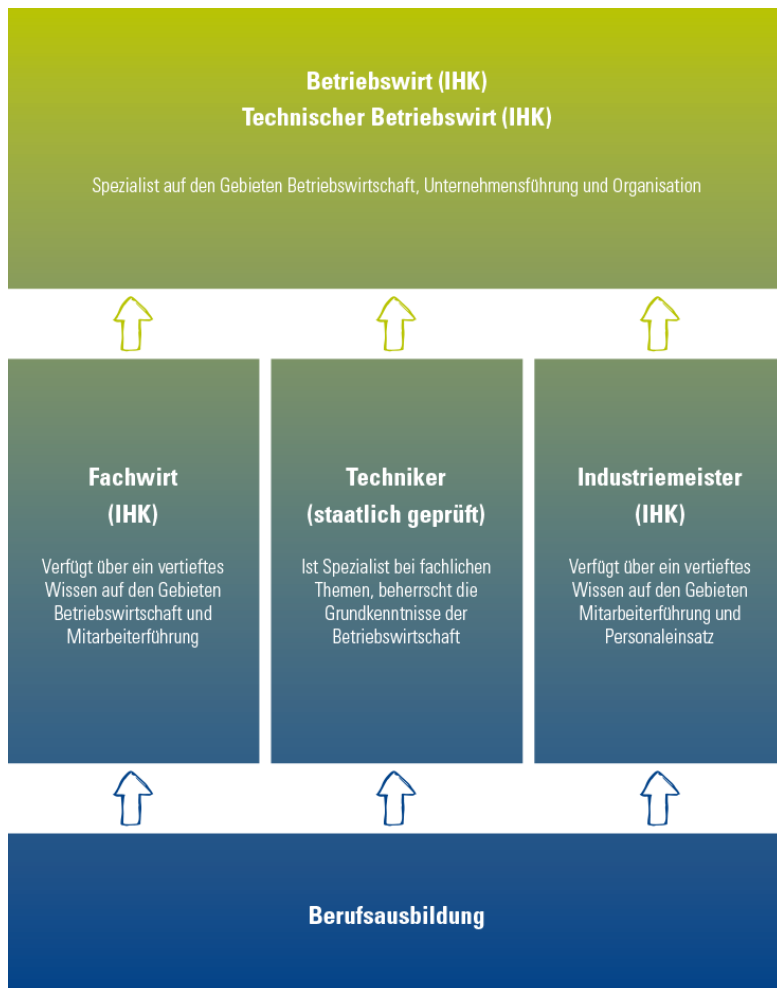 Betriebswirt (IHK)
Technischer Betriebswirt (IHK)
Spezialist auf den Gebieten Betriebswirtschaft, Unternehmensführung und Organisation
Fachwirt
(IHK)
Verfügt über ein vertieftes
Wissen auf den Gebieten
Betriebswirtschaft und
Mitarbeiterführung
Techniker
(staatlich geprüft)
Ist Spezialist bei fachlichen
Themen, beherrscht die
Grundkenntnisse der
Betriebswirtschaft
Industriemeister
(IHK)
Verfügt über ein vertieftes
Wissen auf den Gebieten
Mitarbeiterführung und
Personaleinsatz
Berufsausbildung